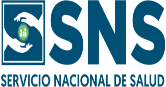 SNS
SERVICIO NACIONAL DE SALUD